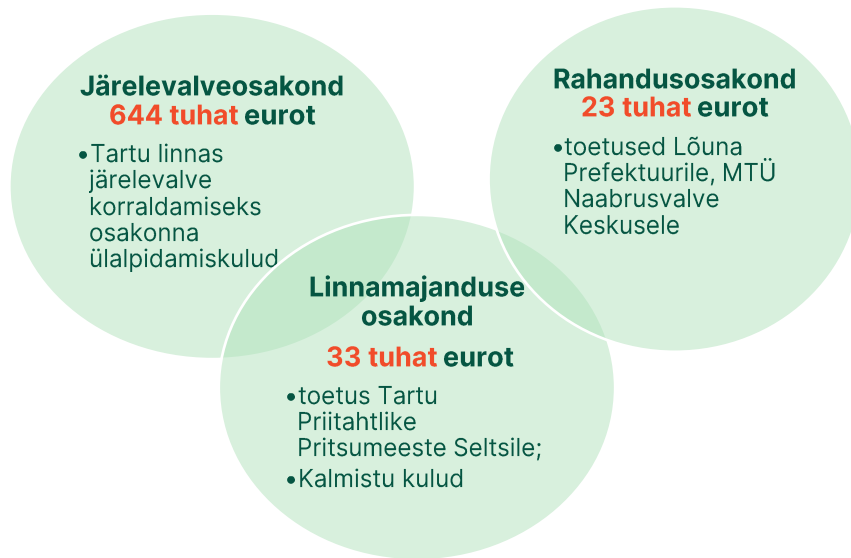 Järelevalveosakond
644 tuhat eurot
•Tartu linnas
järelevalve
korraldamiseks
osakonna
ülalpidamiskulud
Rahandusosakond
23 tuhat eurot
•toetused Lõuna
Prefektuurile, MTÜ
Naabrusvalve
Keskusele
Linnamajanduse
osakond
33 tuhat eurot
•toetus Tartu
Priitahtlike
Pritsumeeste Seltsile;
•Kalmistu kulud